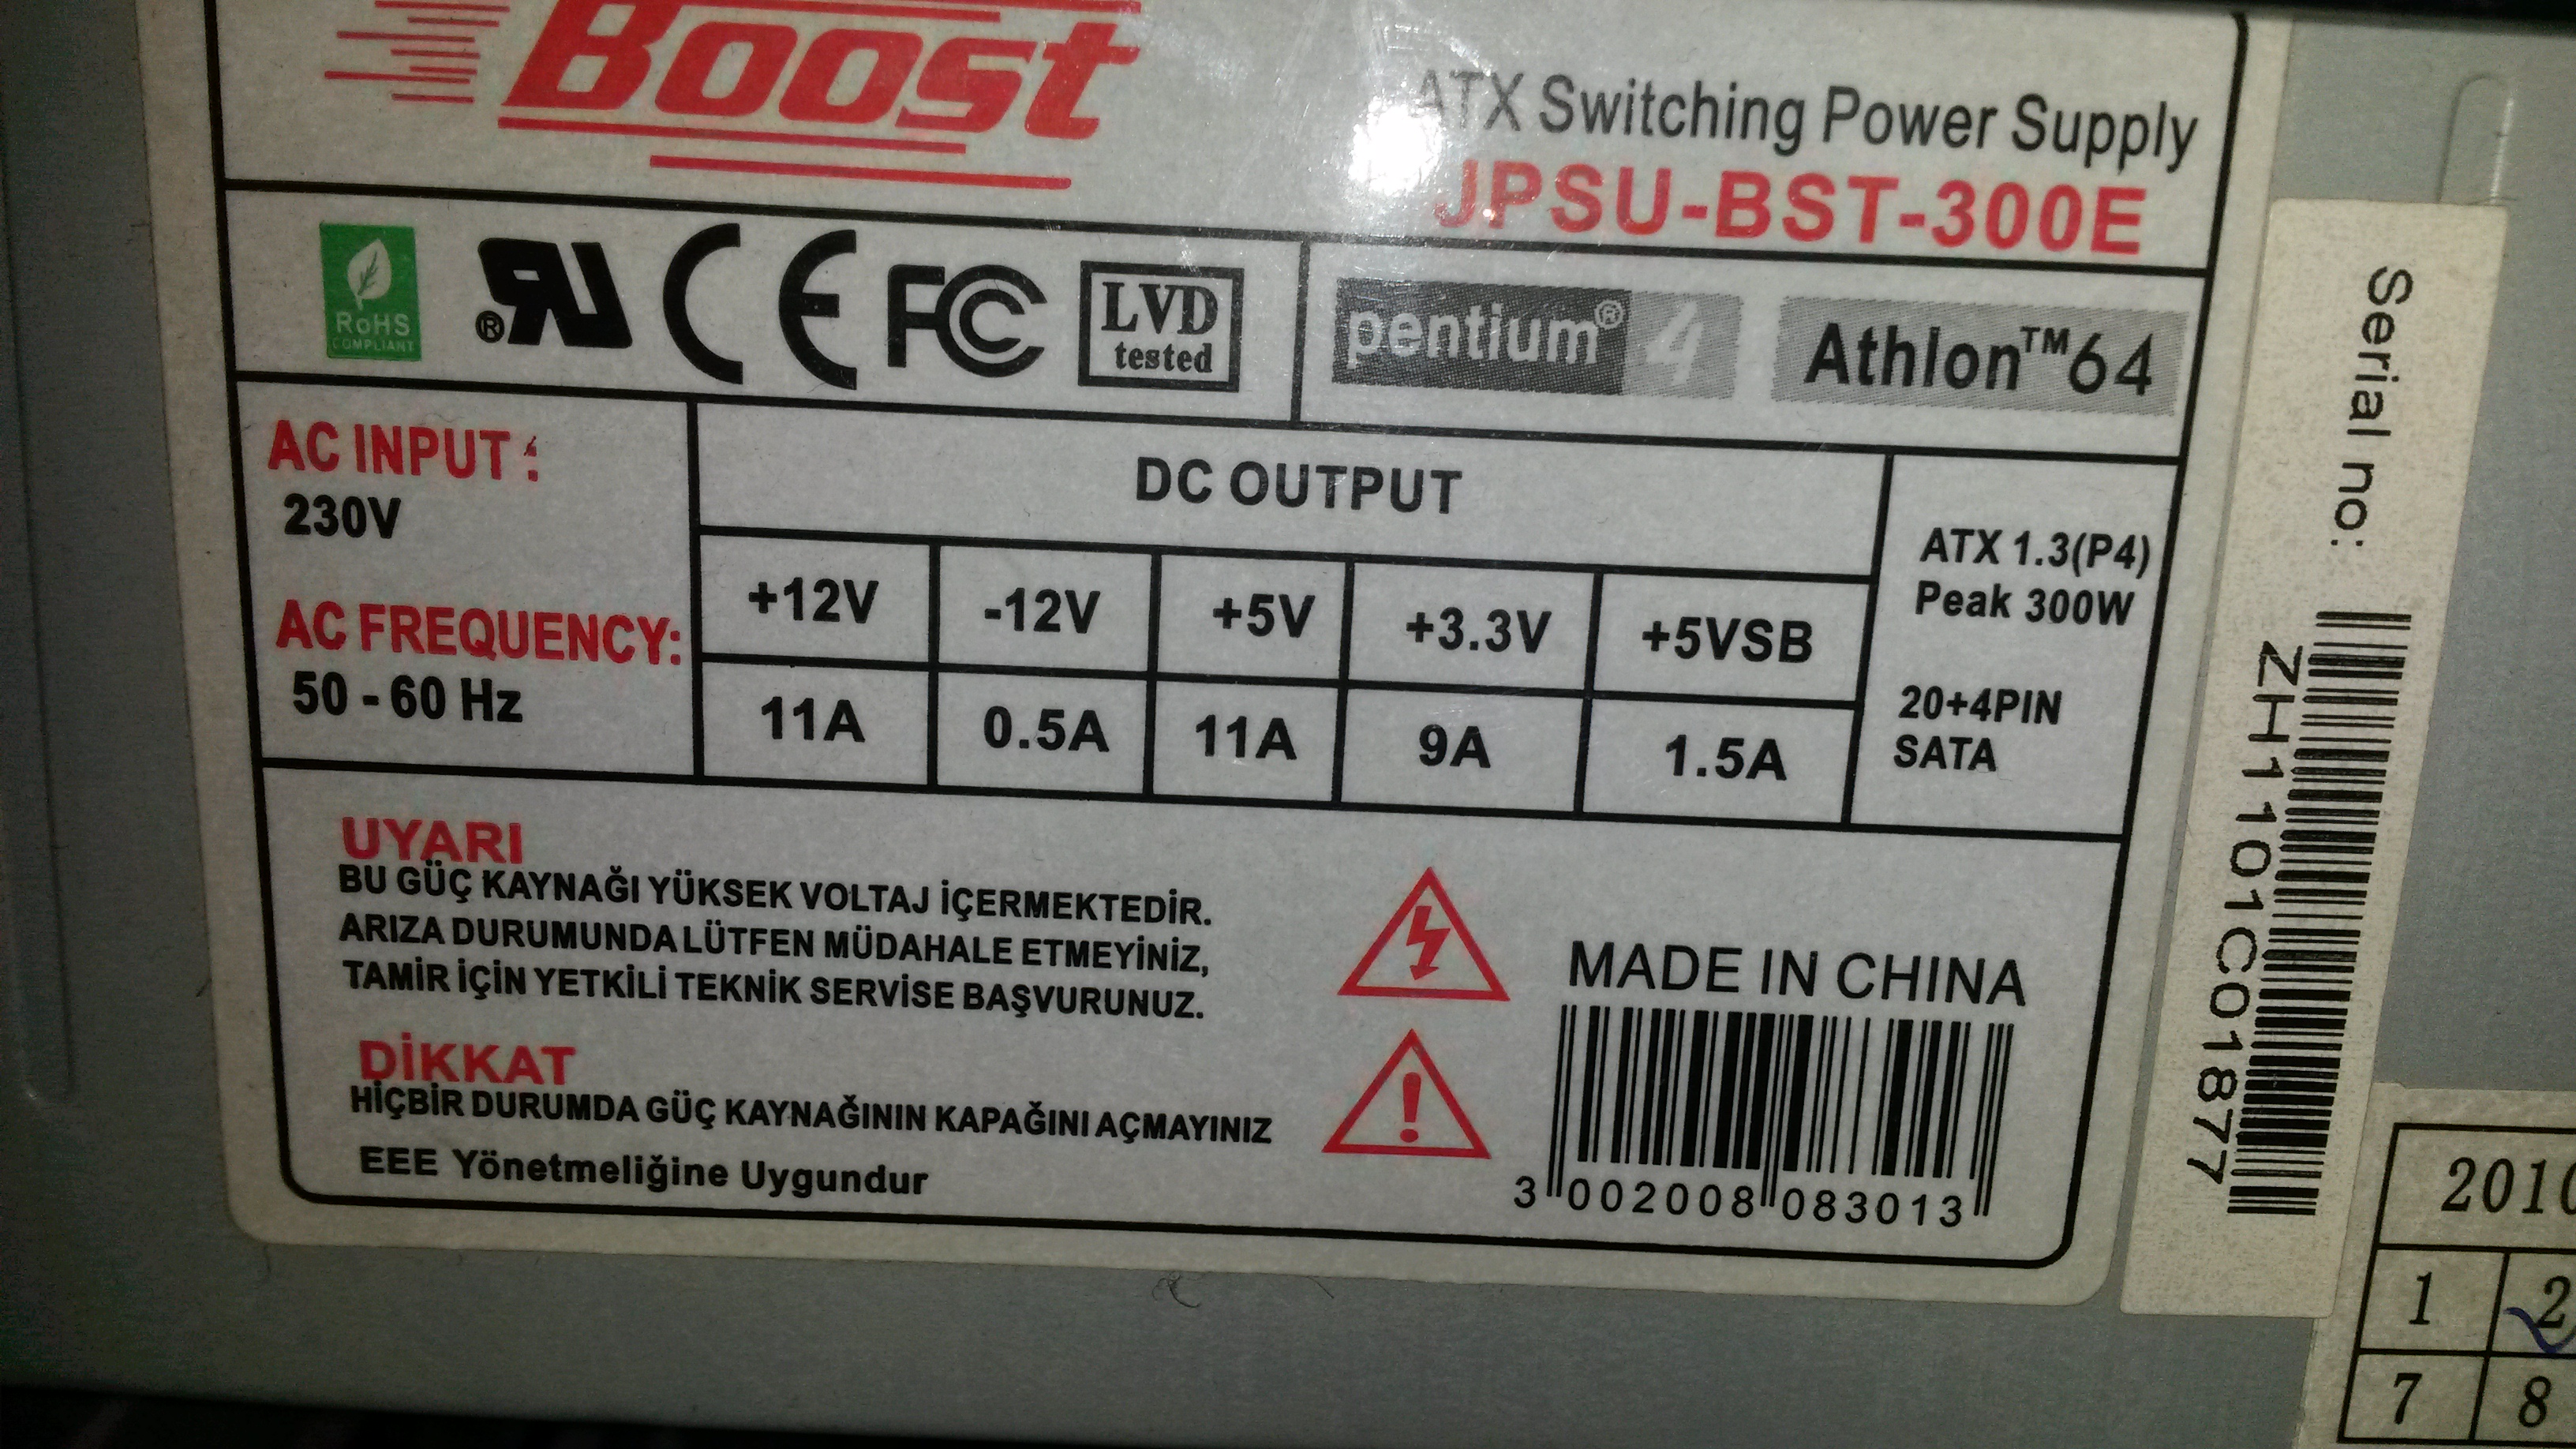 Boost
ATX Switching Power Supply
JPSU-BST-300E
RoHS
COMPLIANT
®
CE
FC
LVD
tested
pentium® 4
Athlon™64
AC INPUT:
230V
AC FREQUENCY:
50 - 60 Hz
DC OUTPUT
+12V -12V +5V +3.3V +5VSB
11A 0.5A 11A 9A 1.5A
ATX 1.3(P4)
Peak 300W
20+4PIN
SATA
UYARI
BU GÜÇ KAYNAĞI YÜKSEK VOLTAJ İÇERMEKTEDİR.
ARIZA DURUMUNDA LÜTFEN MÜDAHALE ETMEYİNİZ,
TAMİR İÇİN YETKİLİ TEKNİK SERVİSE BAŞVURUNUZ.
DİKKAT
HİÇBİR DURUMDA GÜÇ KAYNAĞININ KAPAĞINI AÇMAYINIZ
EEE Yönetmeliğine Uygundur
MADE IN CHINA
3 002008 083013
Serial no:
ZH1101C01877
1 2
7 8